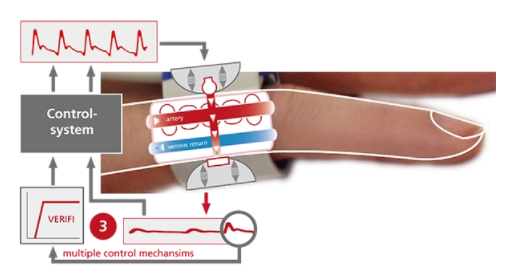 Control-
system
artery
venous return
VERIFI
3
multiple control mechansims